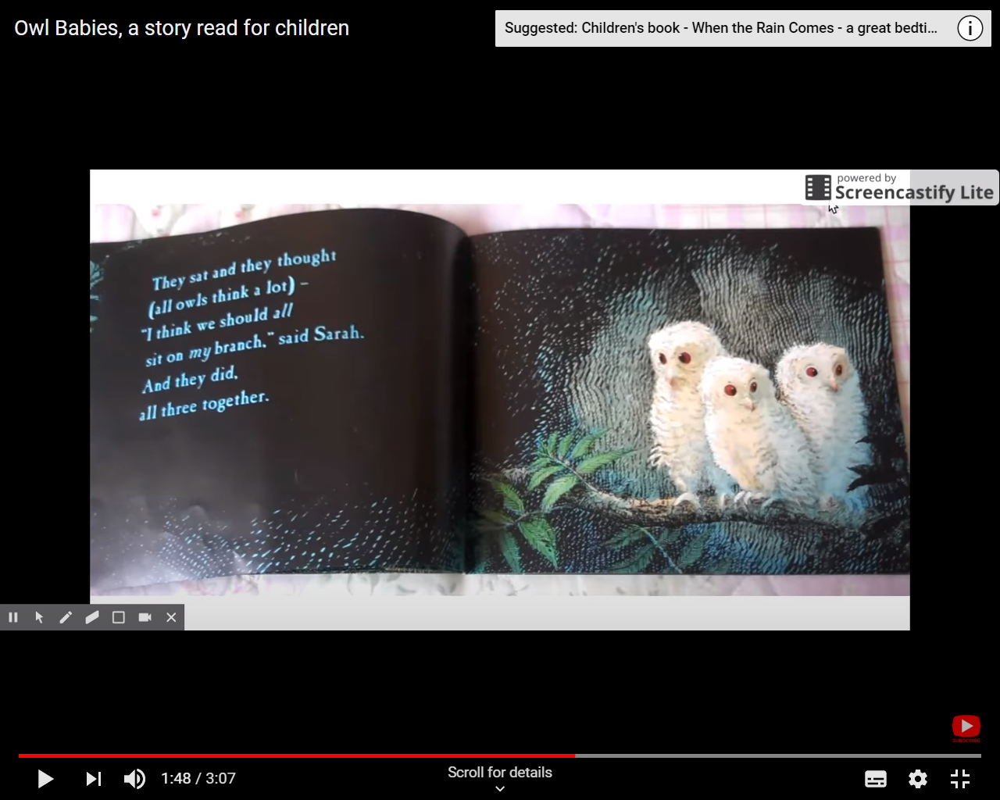 Owl Babies, a story read for children
Suggested: Children's book - When the Rain Comes - a great bedti...
powered by
Screencastify Lite
They sat and they thought
(all owls think a lot) –
"I think we should all
sit on my branch," said Sarah.
And they did,
all three together.
SUBSCRIBE
1:48 / 3:07
Scroll for details